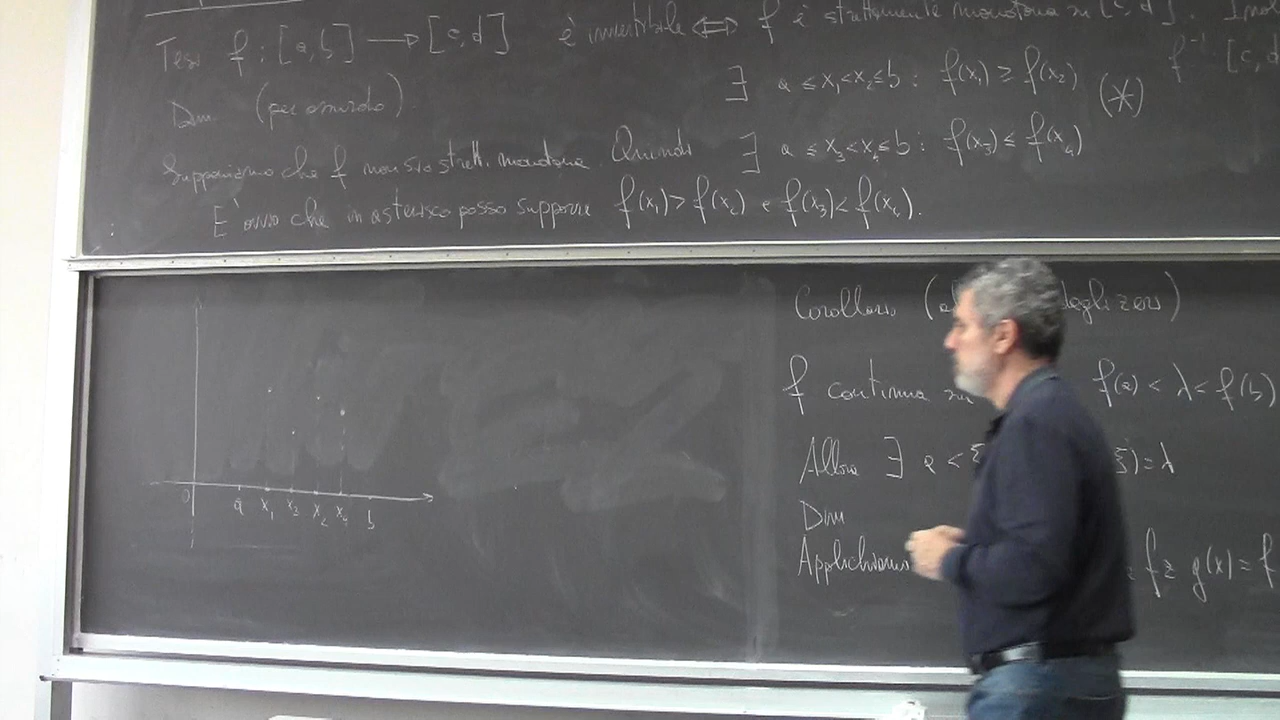 Tesi f : [a,b] → [c,d] è invertibile ⇔ f è strettamente monotona su [c,d].
f⁻¹ [c,d
∃ a ≤ x₁<x₂≤b : f(x₁) ≥ f(x₂) (*)
Dim. (per assurdo)
Supponiamo che f non sia strett. monotona. Quindi ∃ a ≤ x₃<x₄≤b : f(x₃) ≤ f(x₄)
E' ovvio che in asterisco posso supporre f(x₁)>f(x₂) e f(x₃)<f(x₄).
0 a x₁ x₃ x₂ x₄ b
Corollario ( degli zeri)
f continua su f(a) < λ < f(b)
Allora ∃ a < ξ ξ)=λ
Dim
Applichiamo f≥ g(x)= f